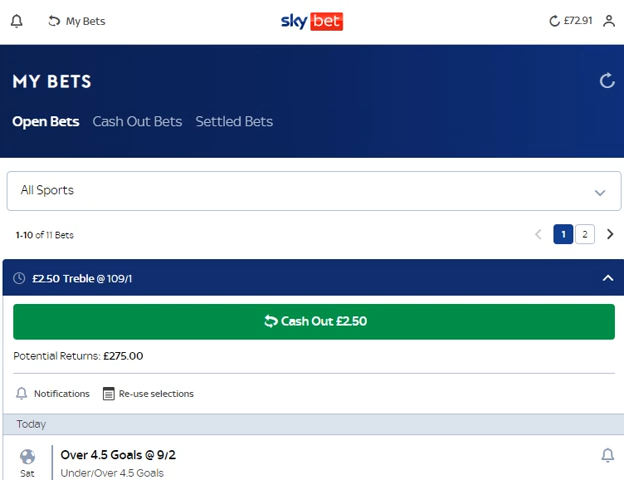 My Bets
sky bet
£72.91
MY BETS
Open Bets Cash Out Bets Settled Bets
All Sports
1-10 of 11 Bets
1 2
£2.50 Treble @ 109/1
Cash Out £2.50
Potential Returns: £275.00
Notifications Re-use selections
Today
Over 4.5 Goals @ 9/2
Sat Under/Over 4.5 Goals